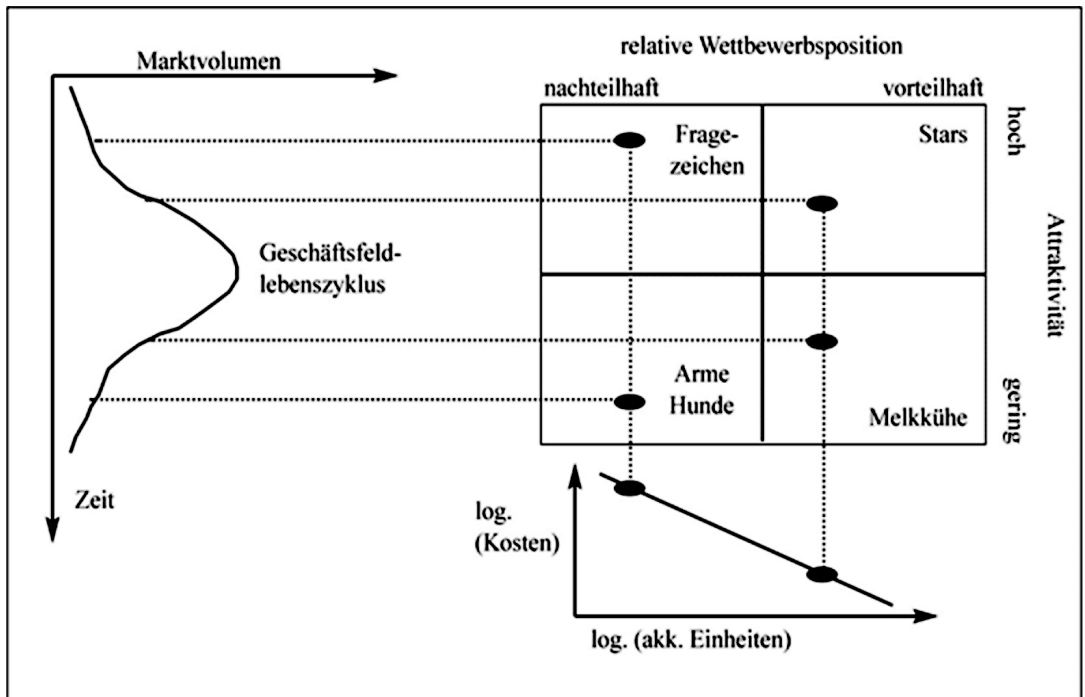 Marktvolumen
relative Wettbewerbsposition
nachteilhaft
vorteilhaft
Frage-
zeichen
Stars
hoch
Attraktivität
Geschäftsfeld-
lebenszyklus
Arme
Hunde
Melkkühe
gering
Zeit
log.
(Kosten)
log. (akk. Einheiten)